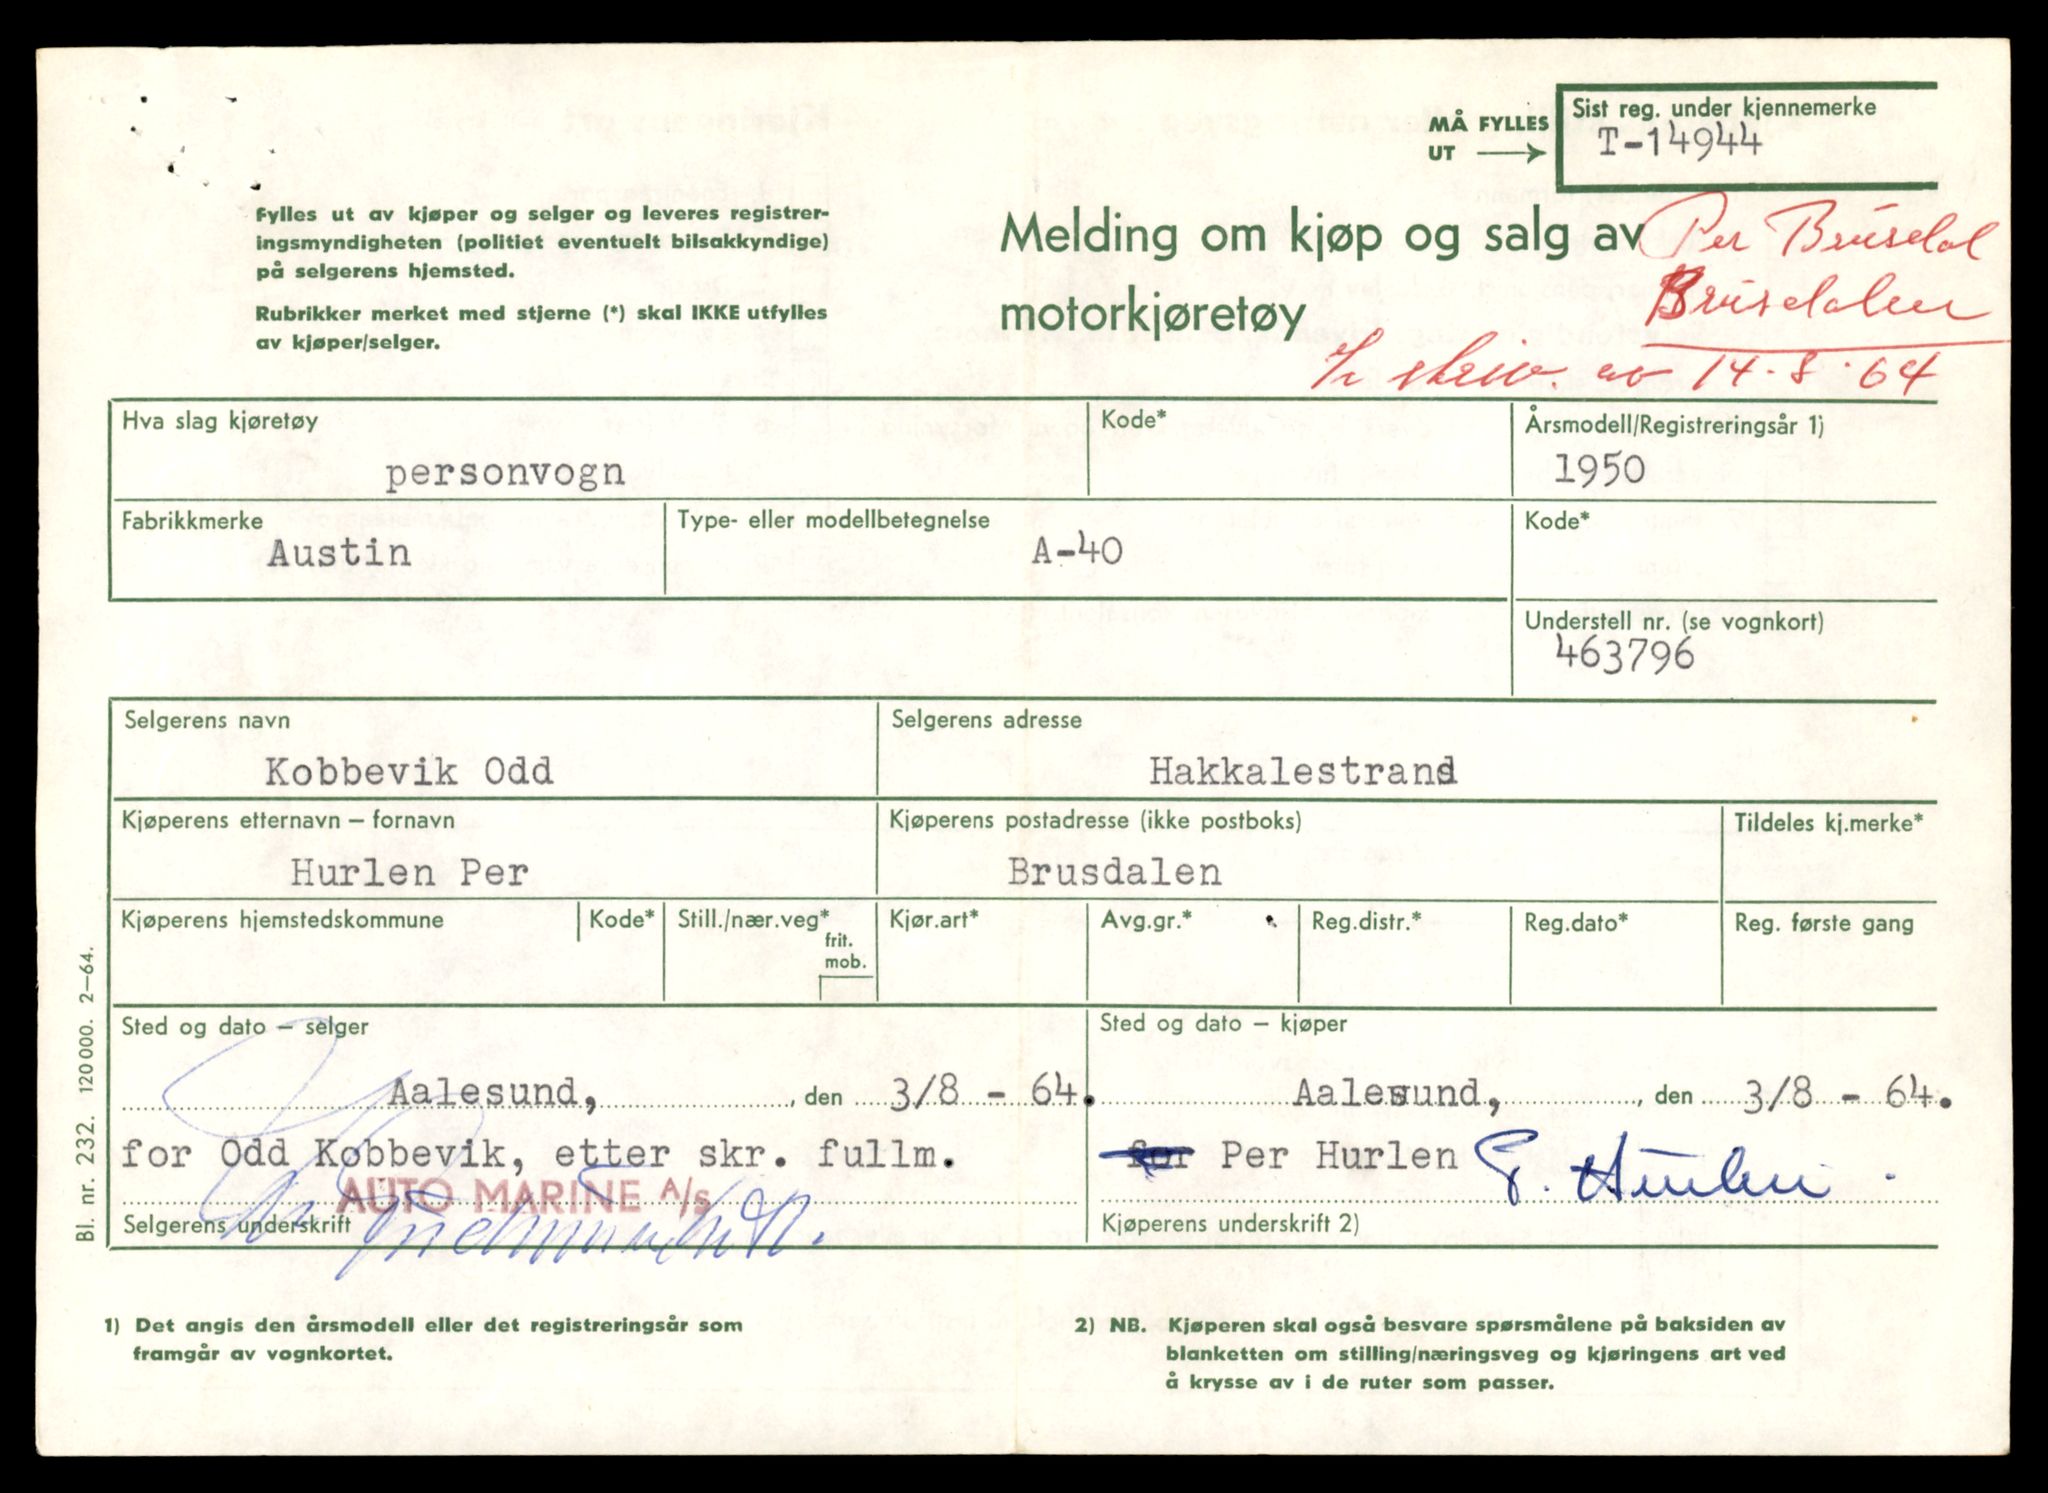 MÅ FYLLES
UT
Sist reg. under kjennemerke
T-14944
Fylles ut av kjøper og selger og leveres registrer-
ingsmyndigheten (politiet eventuelt bilsakkyndige)
på selgerens hjemsted.
Rubrikker merket med stjerne (*) skal IKKE utfylles
av kjøper/selger.
Melding om kjøp og salg av
motorkjøretøy
Per Brusdal
Brusdalen
skriv. av 14.8.64
Hva slag kjøretøy
personvogn
Kode*
Årsmodell/Registreringsår 1)
1950
Fabrikkmerke
Austin
Type- eller modellbetegnelse
A-40
Kode*
Understell nr. (se vognkort)
463796
Selgerens navn
Kobbevik Odd
Selgerens adresse
Hakkalestrand
Kjøperens etternavn – fornavn
Hurlen Per
Kjøperens postadresse (ikke postboks)
Brusdalen
Tildeles kj.merke*
Kjøperens hjemstedskommune
Kode*
Still./nær.veg*
frit.
mob.
Kjør.art*
Avg.gr.*
Reg.distr.*
Reg.dato*
Reg. første gang
Sted og dato – selger
Aalesund, , den 3/8 - 64.
for Odd Kobbevik, etter skr. fullm.
AUTO MARINE A/S
Selgerens underskrift
Sted og dato – kjøper
Aalesund, , den 3/8 - 64.
for Per Hurlen P. Hurlen
Kjøperens underskrift 2)
Bl. nr. 232. 120 000. 2–64.
1) Det angis den årsmodell eller det registreringsår som
framgår av vognkortet.
2) NB. Kjøperen skal også besvare spørsmålene på baksiden av
blanketten om stilling/næringsveg og kjøringens art ved
å krysse av i de ruter som passer.